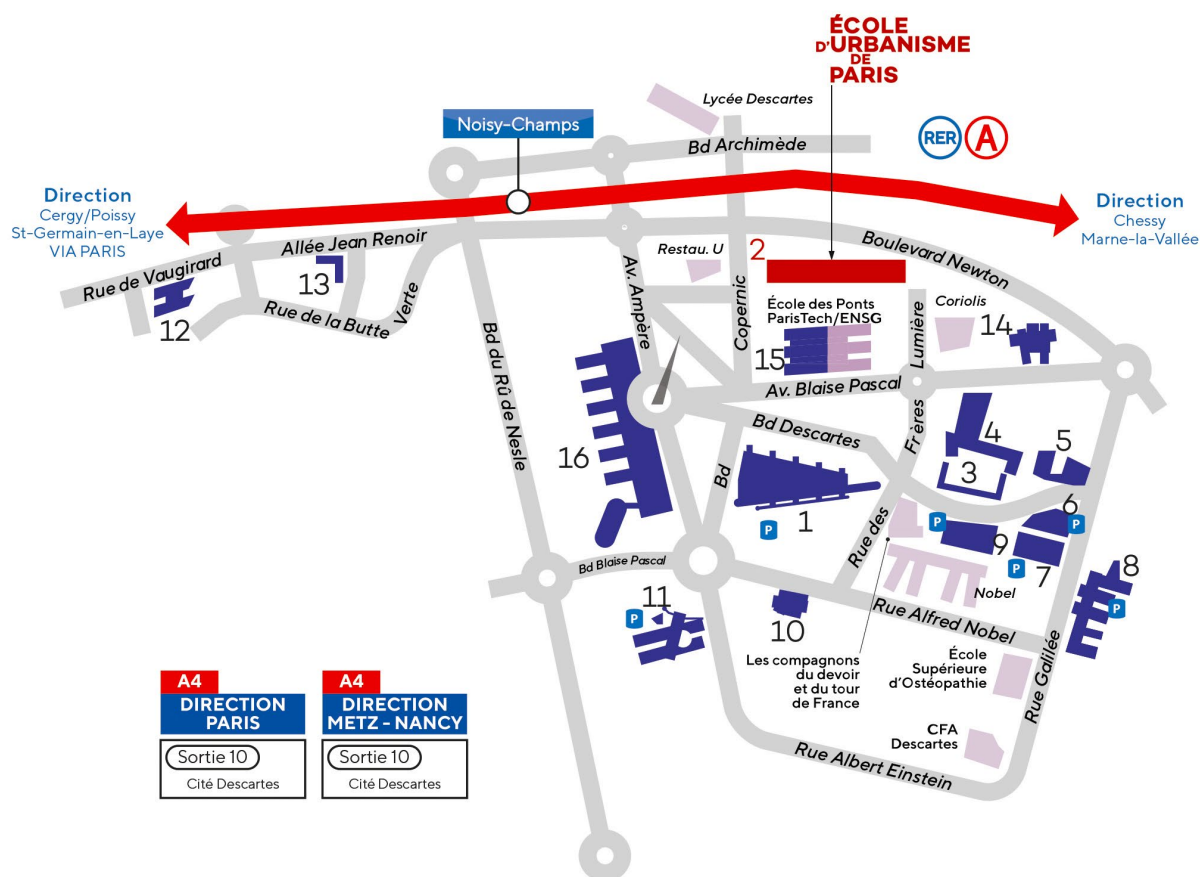 ÉCOLE
D'URBANISME
DE
PARIS
Lycée Descartes
Noisy-Champs
Bd Archimède
RER A
Direction
Cergy/Poissy
St-Germain-en-Laye
VIA PARIS
Direction
Chessy
Marne-la-Vallée
Allée Jean Renoir
Rue de Vaugirard
13
12
Rue de la Butte Verte
Bd du Rû de Nesle
Av. Ampère
Restau. U
2
Boulevard Newton
Copernic
École des Ponts
ParisTech/ENSG
15
Lumière
Coriolis
14
Av. Blaise Pascal
Bd Descartes
Frères
4
5
3
16
Bd
1
P
Rue des
P
9
6
P
7
P
8
P
Bd Blaise Pascal
Nobel
11
P
10
Rue Alfred Nobel
Les compagnons
du devoir
et du tour
de France
École
Supérieure
d'Ostéopathie
Rue Galilée
CFA
Descartes
Rue Albert Einstein
A4
DIRECTION
PARIS
Sortie 10
Cité Descartes
A4
DIRECTION
METZ - NANCY
Sortie 10
Cité Descartes